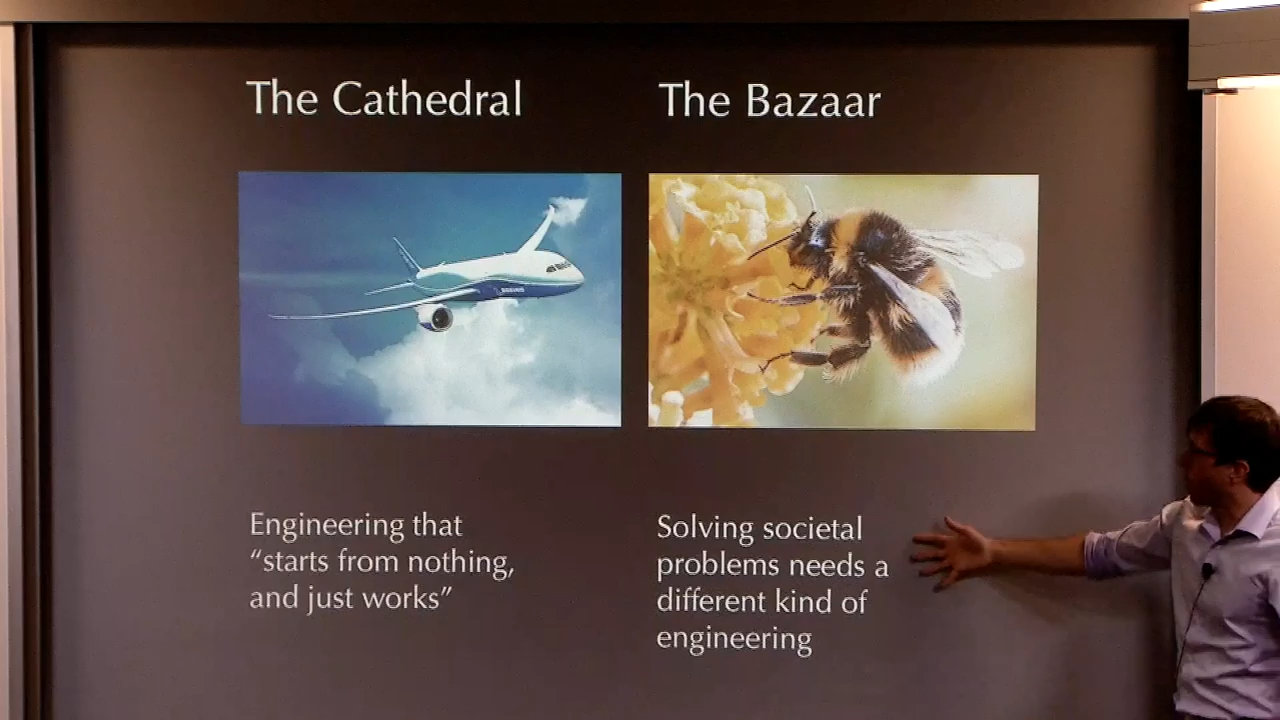 The Cathedral
The Bazaar
BOEING
Engineering that
“starts from nothing,
and just works”
Solving societal
problems needs a
different kind of
engineering